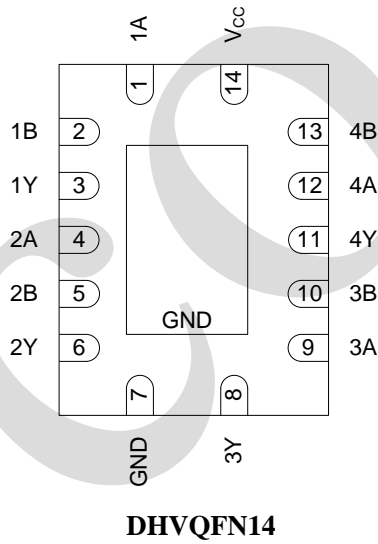 1A VCC
1 14
1B 2 13 4B
1Y 3 12 4A
2A 4 11 4Y
2B 5 10 3B
GND
2Y 6 9 3A
7 8
GND 3Y
DHVQFN14